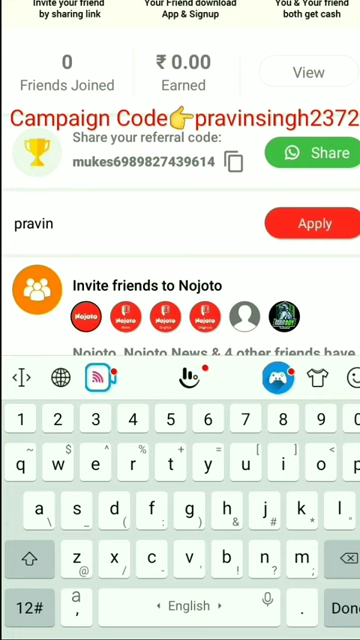 Invite your friend
by sharing link
Your Friend download
App & Signup
You & Your friend
both get cash
0
Friends Joined
₹ 0.00
Earned
View
Campaign Code👉pravinsingh2372
Share your referral code:
mukes6989827439614
Share
pravin
Apply
Invite friends to Nojoto
Nojoto
Nojoto
Nojoto
Nojoto
Nojoto, Nojoto News & 4 other friends have
1 2 3 4 5 6 7 8 9 0
~ $ ^ % + = [ ] 
q w e r t y u i o p
a s d f g h j k l
\ _ ( : ) & # * "
z x c v b n m
@ / - ' ! ? ;
12# a , English . Done